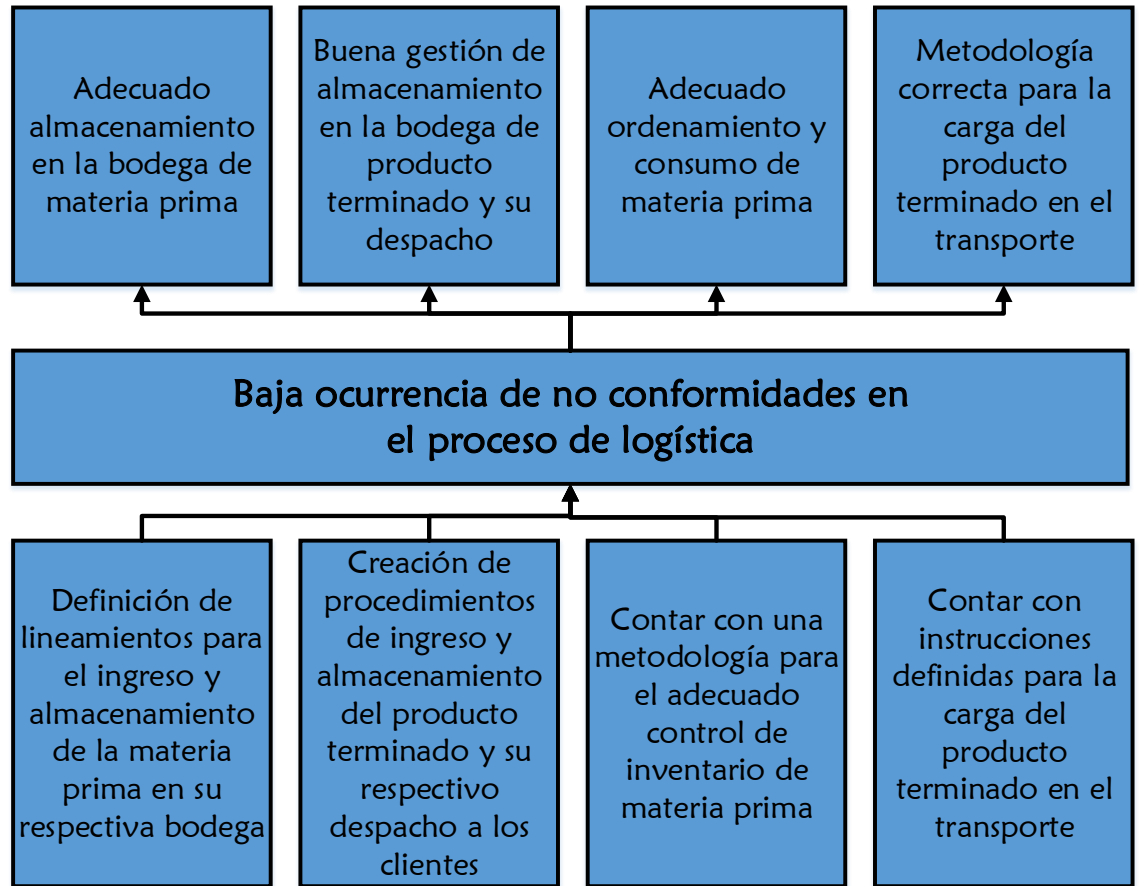 Adecuado
almacenamiento
en la bodega de
materia prima
Buena gestión de
almacenamiento
en la bodega de
producto
terminado y su
despacho
Adecuado
ordenamiento y
consumo de
materia prima
Metodología
correcta para la
carga del
producto
terminado en el
transporte
Baja ocurrencia de no conformidades en
el proceso de logística
Definición de
lineamientos para
el ingreso y
almacenamiento
de la materia
prima en su
respectiva bodega
Creación de
procedimientos
de ingreso y
almacenamiento
del producto
terminado y su
respectivo
despacho a los
clientes
Contar con una
metodología para
el adecuado
control de
inventario de
materia prima
Contar con
instrucciones
definidas para la
carga del
producto
terminado en el
transporte